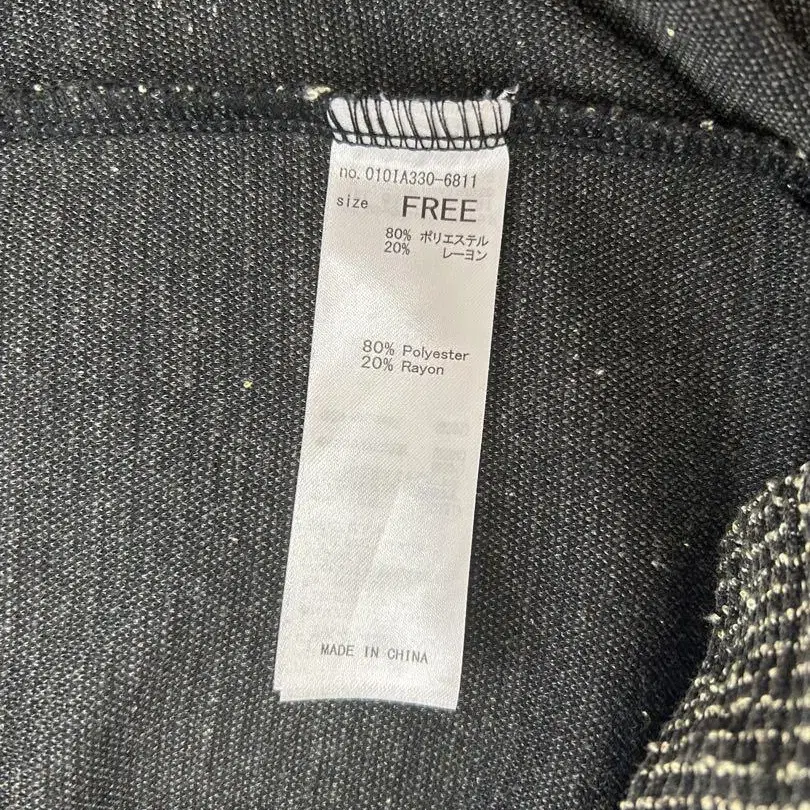 no. 010IA330-6811
size FREE
80% ポリエステル
20% レーヨン
80% Polyester
20% Rayon
MADE IN CHINA